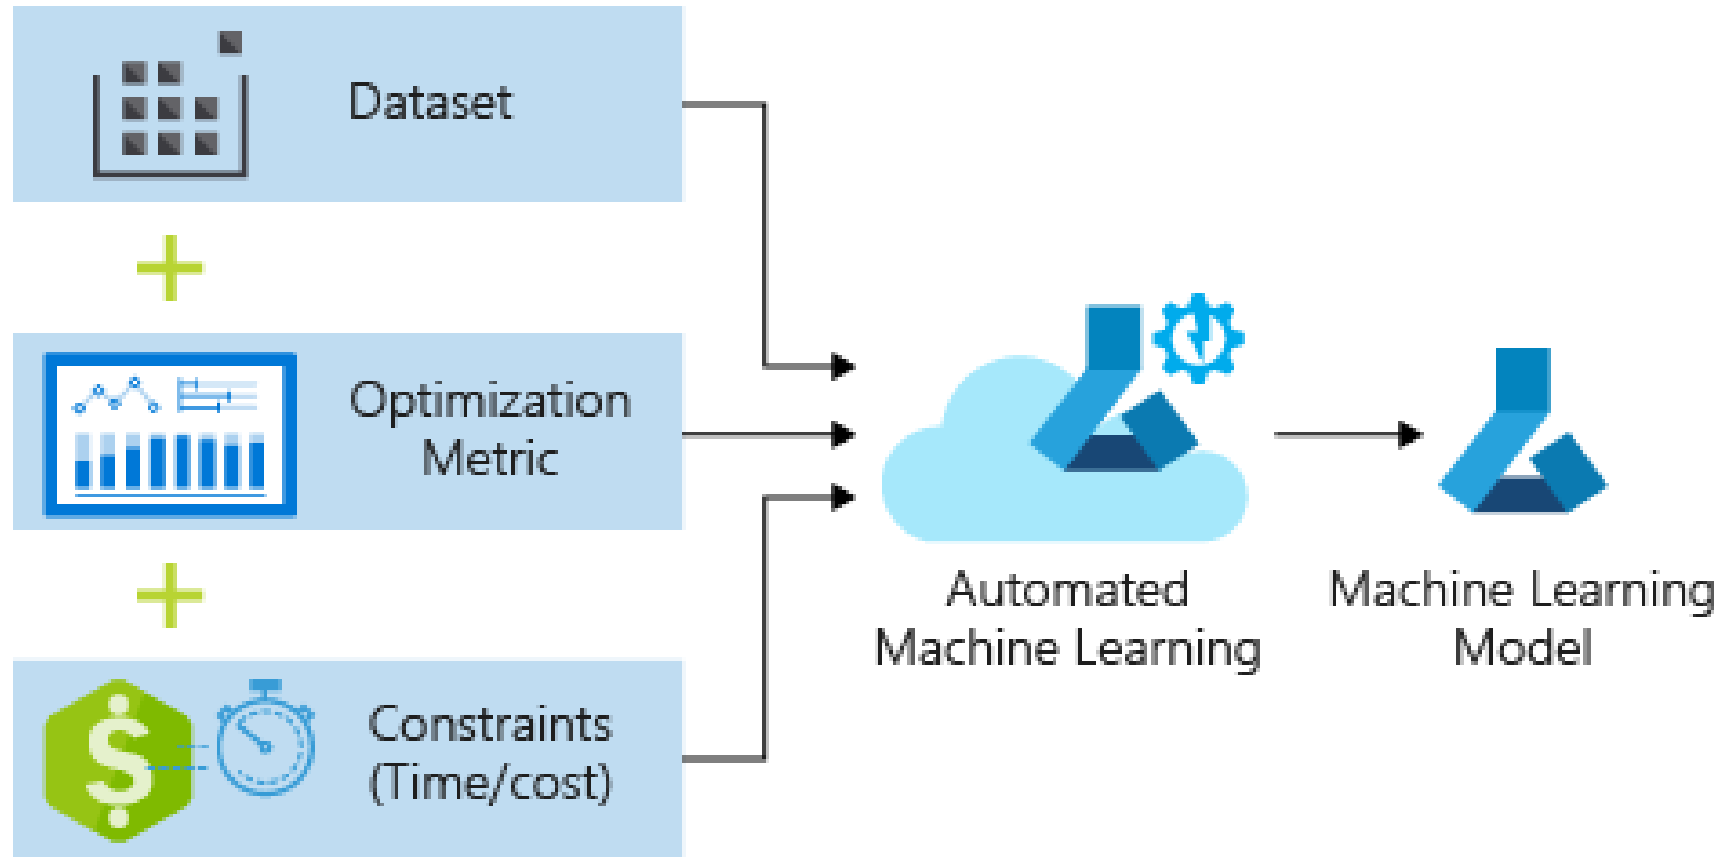 Dataset
Optimization
Metric
Constraints
(Time/cost)
Automated
Machine Learning
Machine Learning
Model